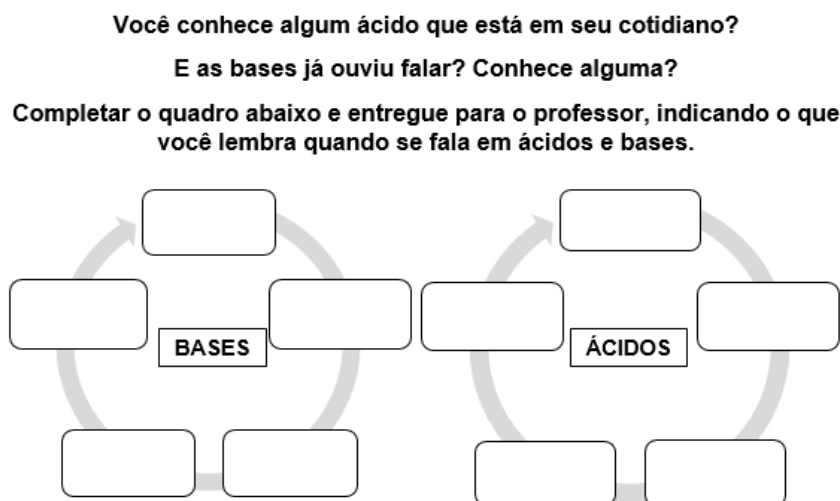 Você conhece algum ácido que está em seu cotidiano?
E as bases já ouviu falar? Conhece alguma?
Completar o quadro abaixo e entregue para o professor, indicando o que
você lembra quando se fala em ácidos e bases.
BASES
ÁCIDOS